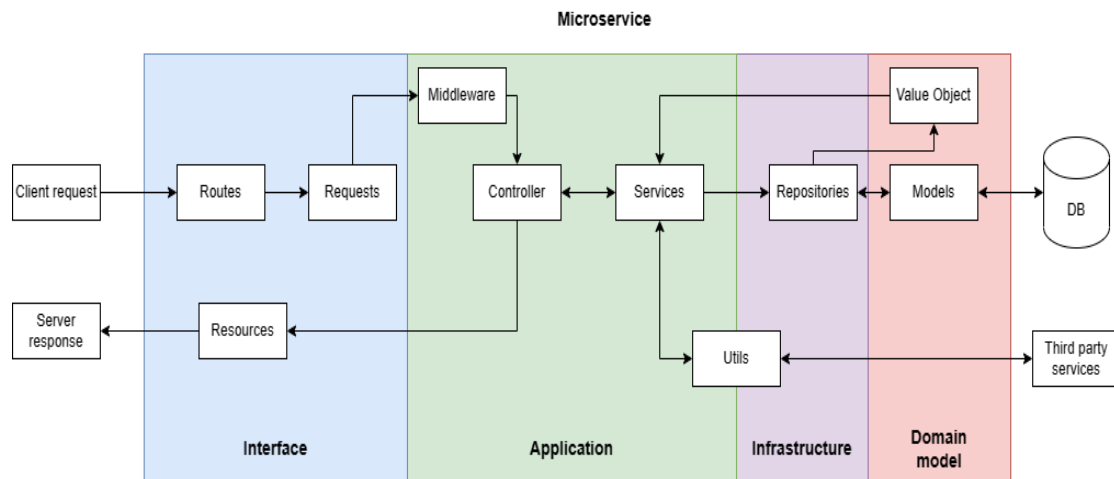 Microservice
Middleware
Value Object
Client request
Routes
Requests
Controller
Services
Repositories
Models
DB
Server
response
Resources
Utils
Third party
services
Interface
Application
Infrastructure
Domain
model